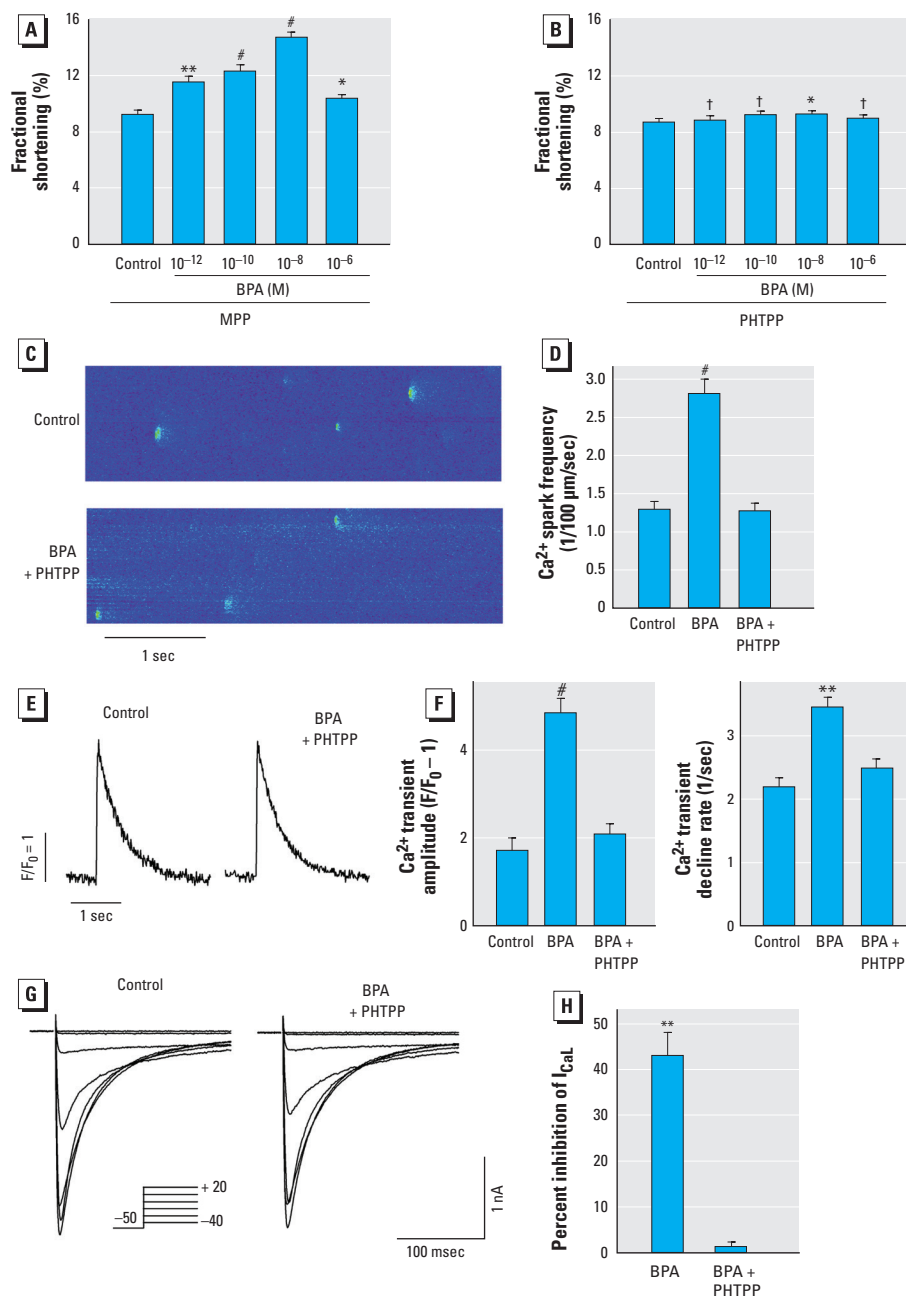 A
Fractional
shortening (%)
16
12
8
4
0
**
#
#
*
Control
10–12
10–10
10–8
10–6
BPA (M)
MPP
B
Fractional
shortening (%)
16
12
8
4
0
†
†
*
†
Control
10–12
10–10
10–8
10–6
BPA (M)
PHTPP
C
Control
BPA
+ PHTPP
1 sec
D
Ca2+ spark frequency
(1/100 µm/sec)
3.0
2.5
2.0
1.5
1.0
0.5
0
#
Control
BPA
BPA +
PHTPP
E
Control
BPA
+ PHTPP
F/F0 = 1
1 sec
F
Ca2+ transient
amplitude (F/F0 – 1)
4
2
0
#
Control
BPA
BPA +
PHTPP
Ca2+ transient
decline rate (1/sec)
3
2
1
0
**
Control
BPA
BPA +
PHTPP
G
Control
BPA
+ PHTPP
–50
+ 20
–40
1 nA
100 msec
H
Percent inhibition of ICaL
50
40
30
20
10
0
**
BPA
BPA +
PHTPP